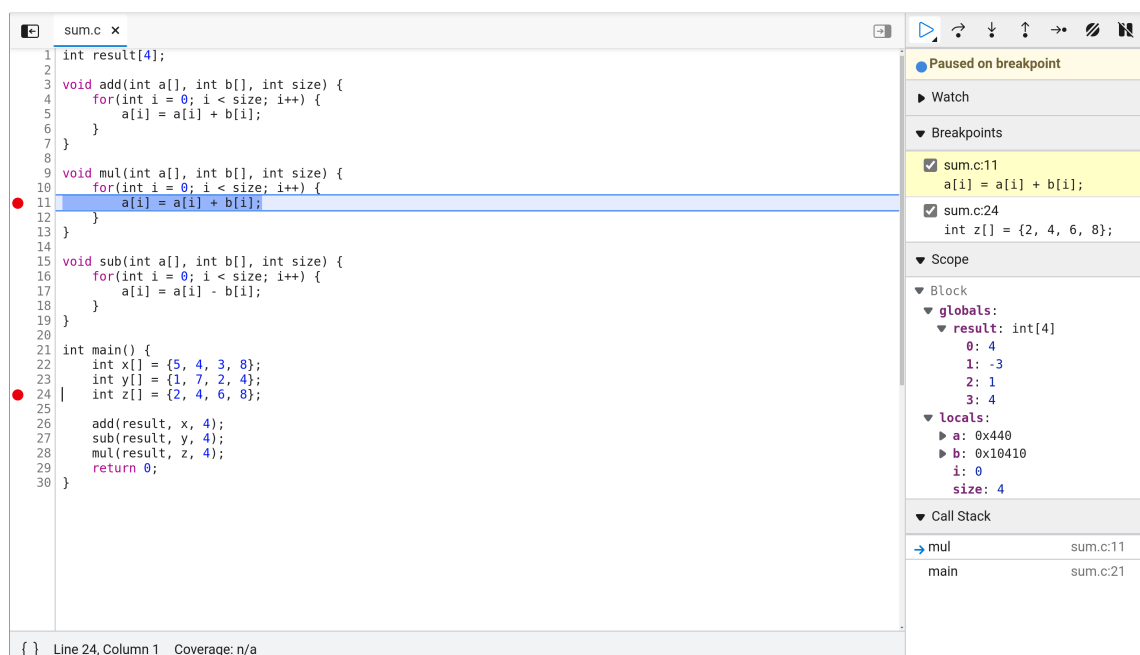 sum.c ×
1 int result[4];
2
3 void add(int a[], int b[], int size) {
4     for(int i = 0; i < size; i++) {
5         a[i] = a[i] + b[i];
6     }
7 }
8
9 void mul(int a[], int b[], int size) {
10     for(int i = 0; i < size; i++) {
11         a[i] = a[i] + b[i];
12     }
13 }
14
15 void sub(int a[], int b[], int size) {
16     for(int i = 0; i < size; i++) {
17         a[i] = a[i] - b[i];
18     }
19 }
20
21 int main() {
22     int x[] = {5, 4, 3, 8};
23     int y[] = {1, 7, 2, 4};
24     int z[] = {2, 4, 6, 8};
25
26     add(result, x, 4);
27     sub(result, y, 4);
28     mul(result, z, 4);
29     return 0;
30 }
{ } Line 24, Column 1 Coverage: n/a
Paused on breakpoint
Watch
Breakpoints
sum.c:11
a[i] = a[i] + b[i];
sum.c:24
int z[] = {2, 4, 6, 8};
Scope
Block
globals:
result: int[4]
0: 4
1: -3
2: 1
3: 4
locals:
a: 0x440
b: 0x10410
i: 0
size: 4
Call Stack
mul sum.c:11
main sum.c:21